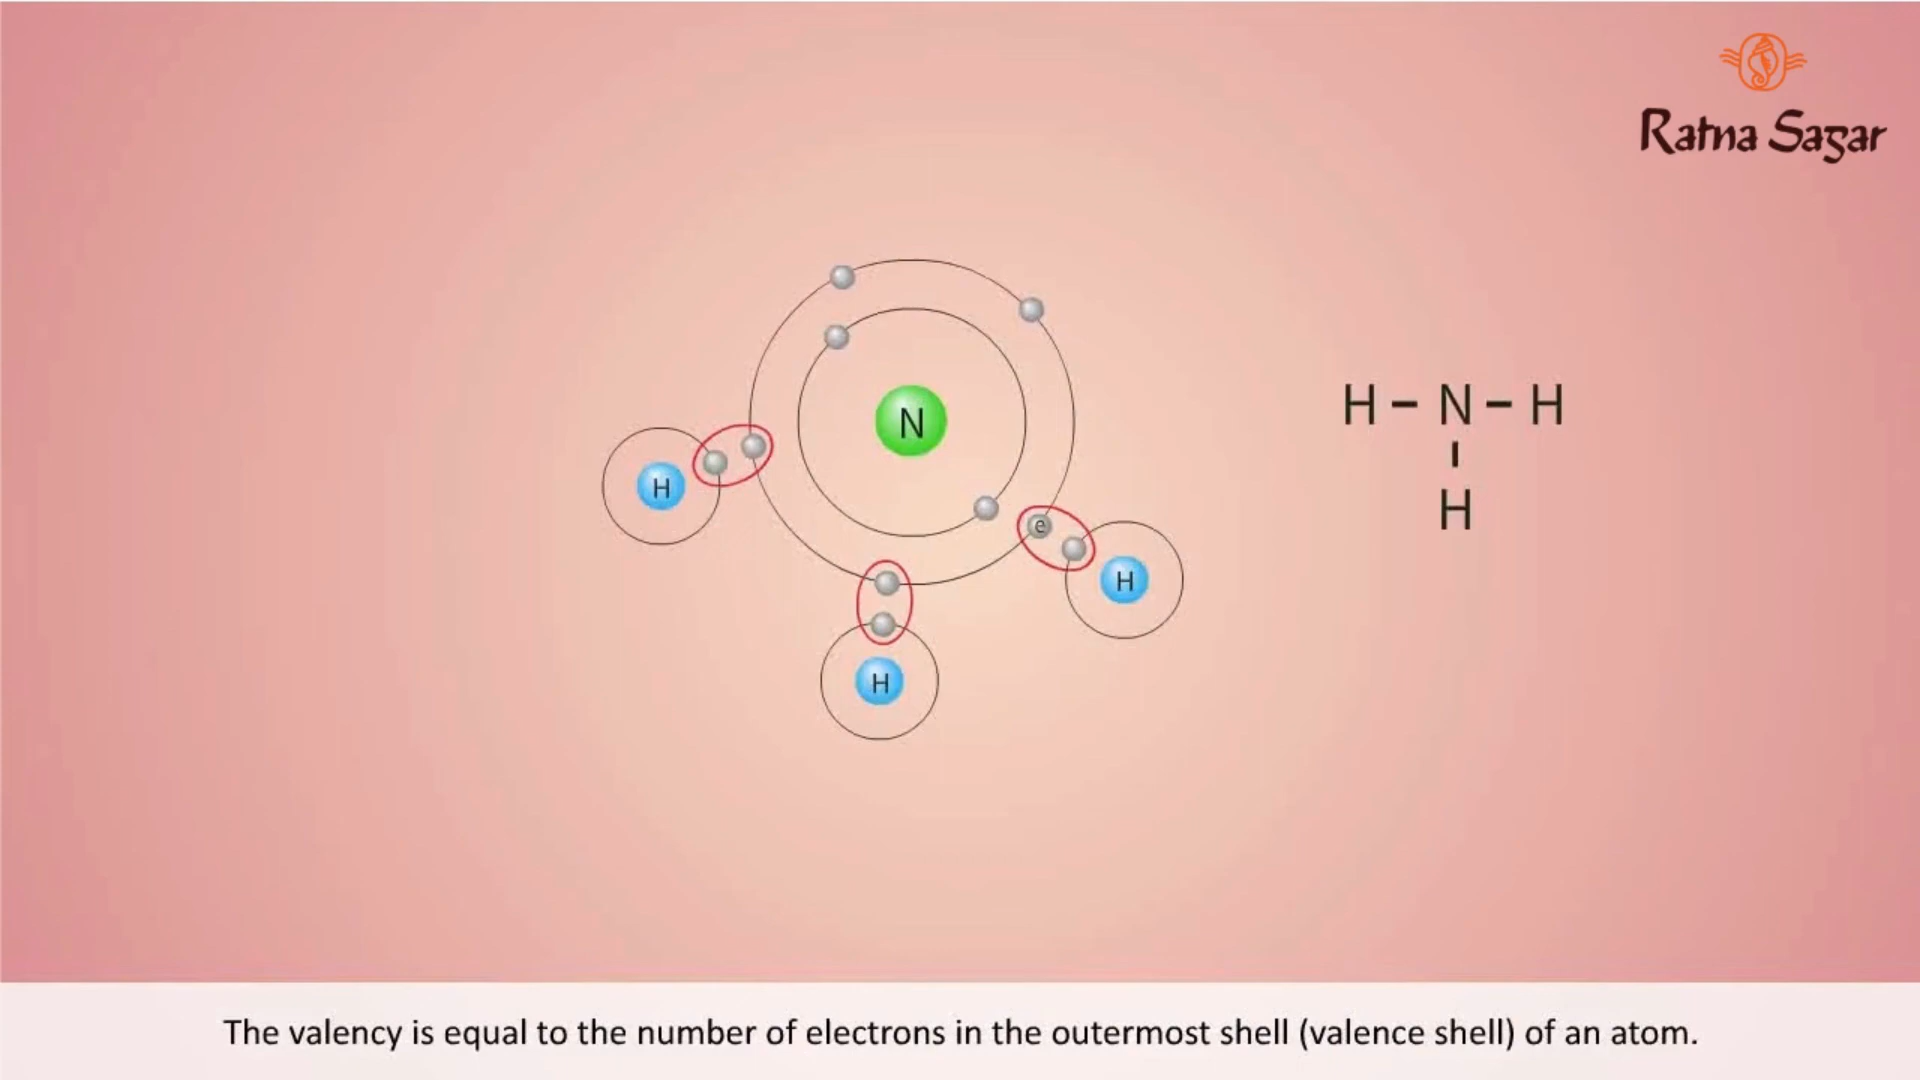 Ratna Sagar
N
H
e
H
H
H – N – H
H
The valency is equal to the number of electrons in the outermost shell (valence shell) of an atom.